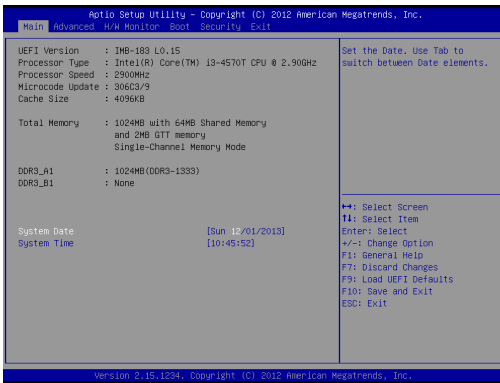 Aptio Setup Utility – Copyright (C) 2012 American Megatrends, Inc.
Main Advanced H/W Monitor Boot Security Exit
UEFI Version : IMB-183 L0.15
Processor Type : Intel(R) Core(TM) i3-4570T CPU @ 2.90GHz
Processor Speed : 2900MHz
Microcode Update : 306C3/9
Cache Size : 4096KB
Total Memory : 1024MB with 64MB
Shared Memory
and 2MB GTT memory
Single-Channel Memory Mode
DDR3_A1 : 1024MB(DDR3-1333)
DDR3_B1 : None
System Date [Sun 12/01/2013]
System Time [10:45:52]
Set the Date. Use Tab to
switch between Date elements.
↔: Select Screen
↑↓: Select Item
Enter: Select
+/-: Change Option
F1: General Help
F7: Discard Changes
F9: Load UEFI Defaults
F10: Save and Exit
ESC: Exit
Version 2.15.1234. Copyright (C) 2012 American Megatrends, Inc.